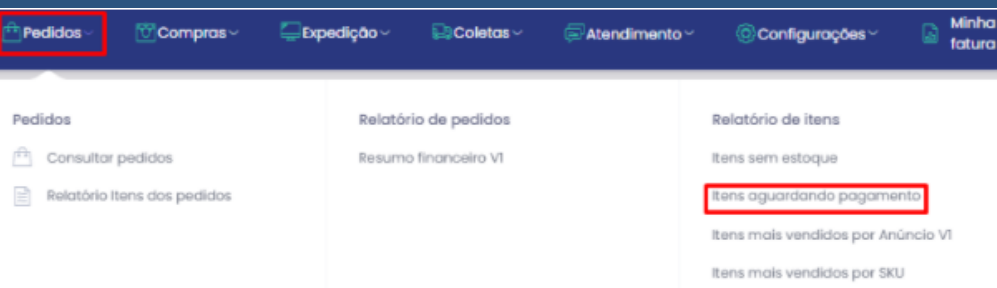 Pedidos
Compras
Expedição
Coletas
Atendimento
Configurações
Minha
fatura
Pedidos
Consultar pedidos
Relatório Itens dos pedidos
Relatório de pedidos
Resumo financeiro V1
Relatório de itens
Itens sem estoque
Itens aguardando pagamento
Itens mais vendidos por Anúncio V1
Itens mais vendidos por SKU